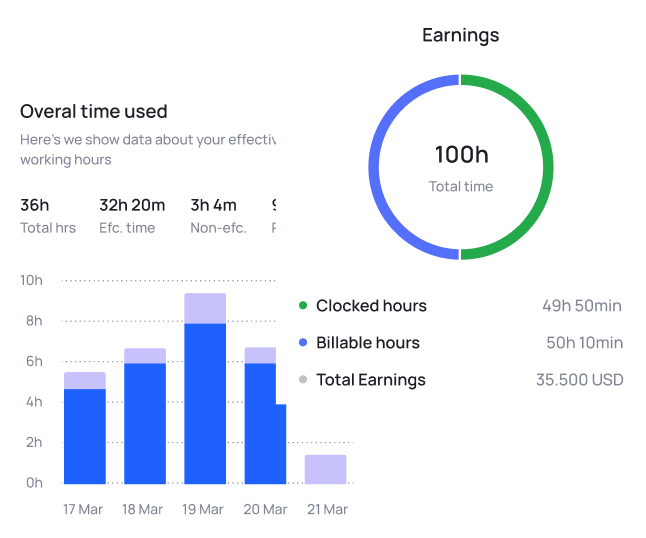 Earnings
Overal time used
Here's we show data about your
working hours
36h 32h 20m 3h 4m
Total hrs Efc. time Non-efc.
100h
Total time
10h
8h
6h
4h
2h
0h
17 Mar 18 Mar 19 Mar 20 Mar 21 Mar
Clocked hours 49h 50min
Billable hours 50h 10min
Total Earnings 35.500 USD